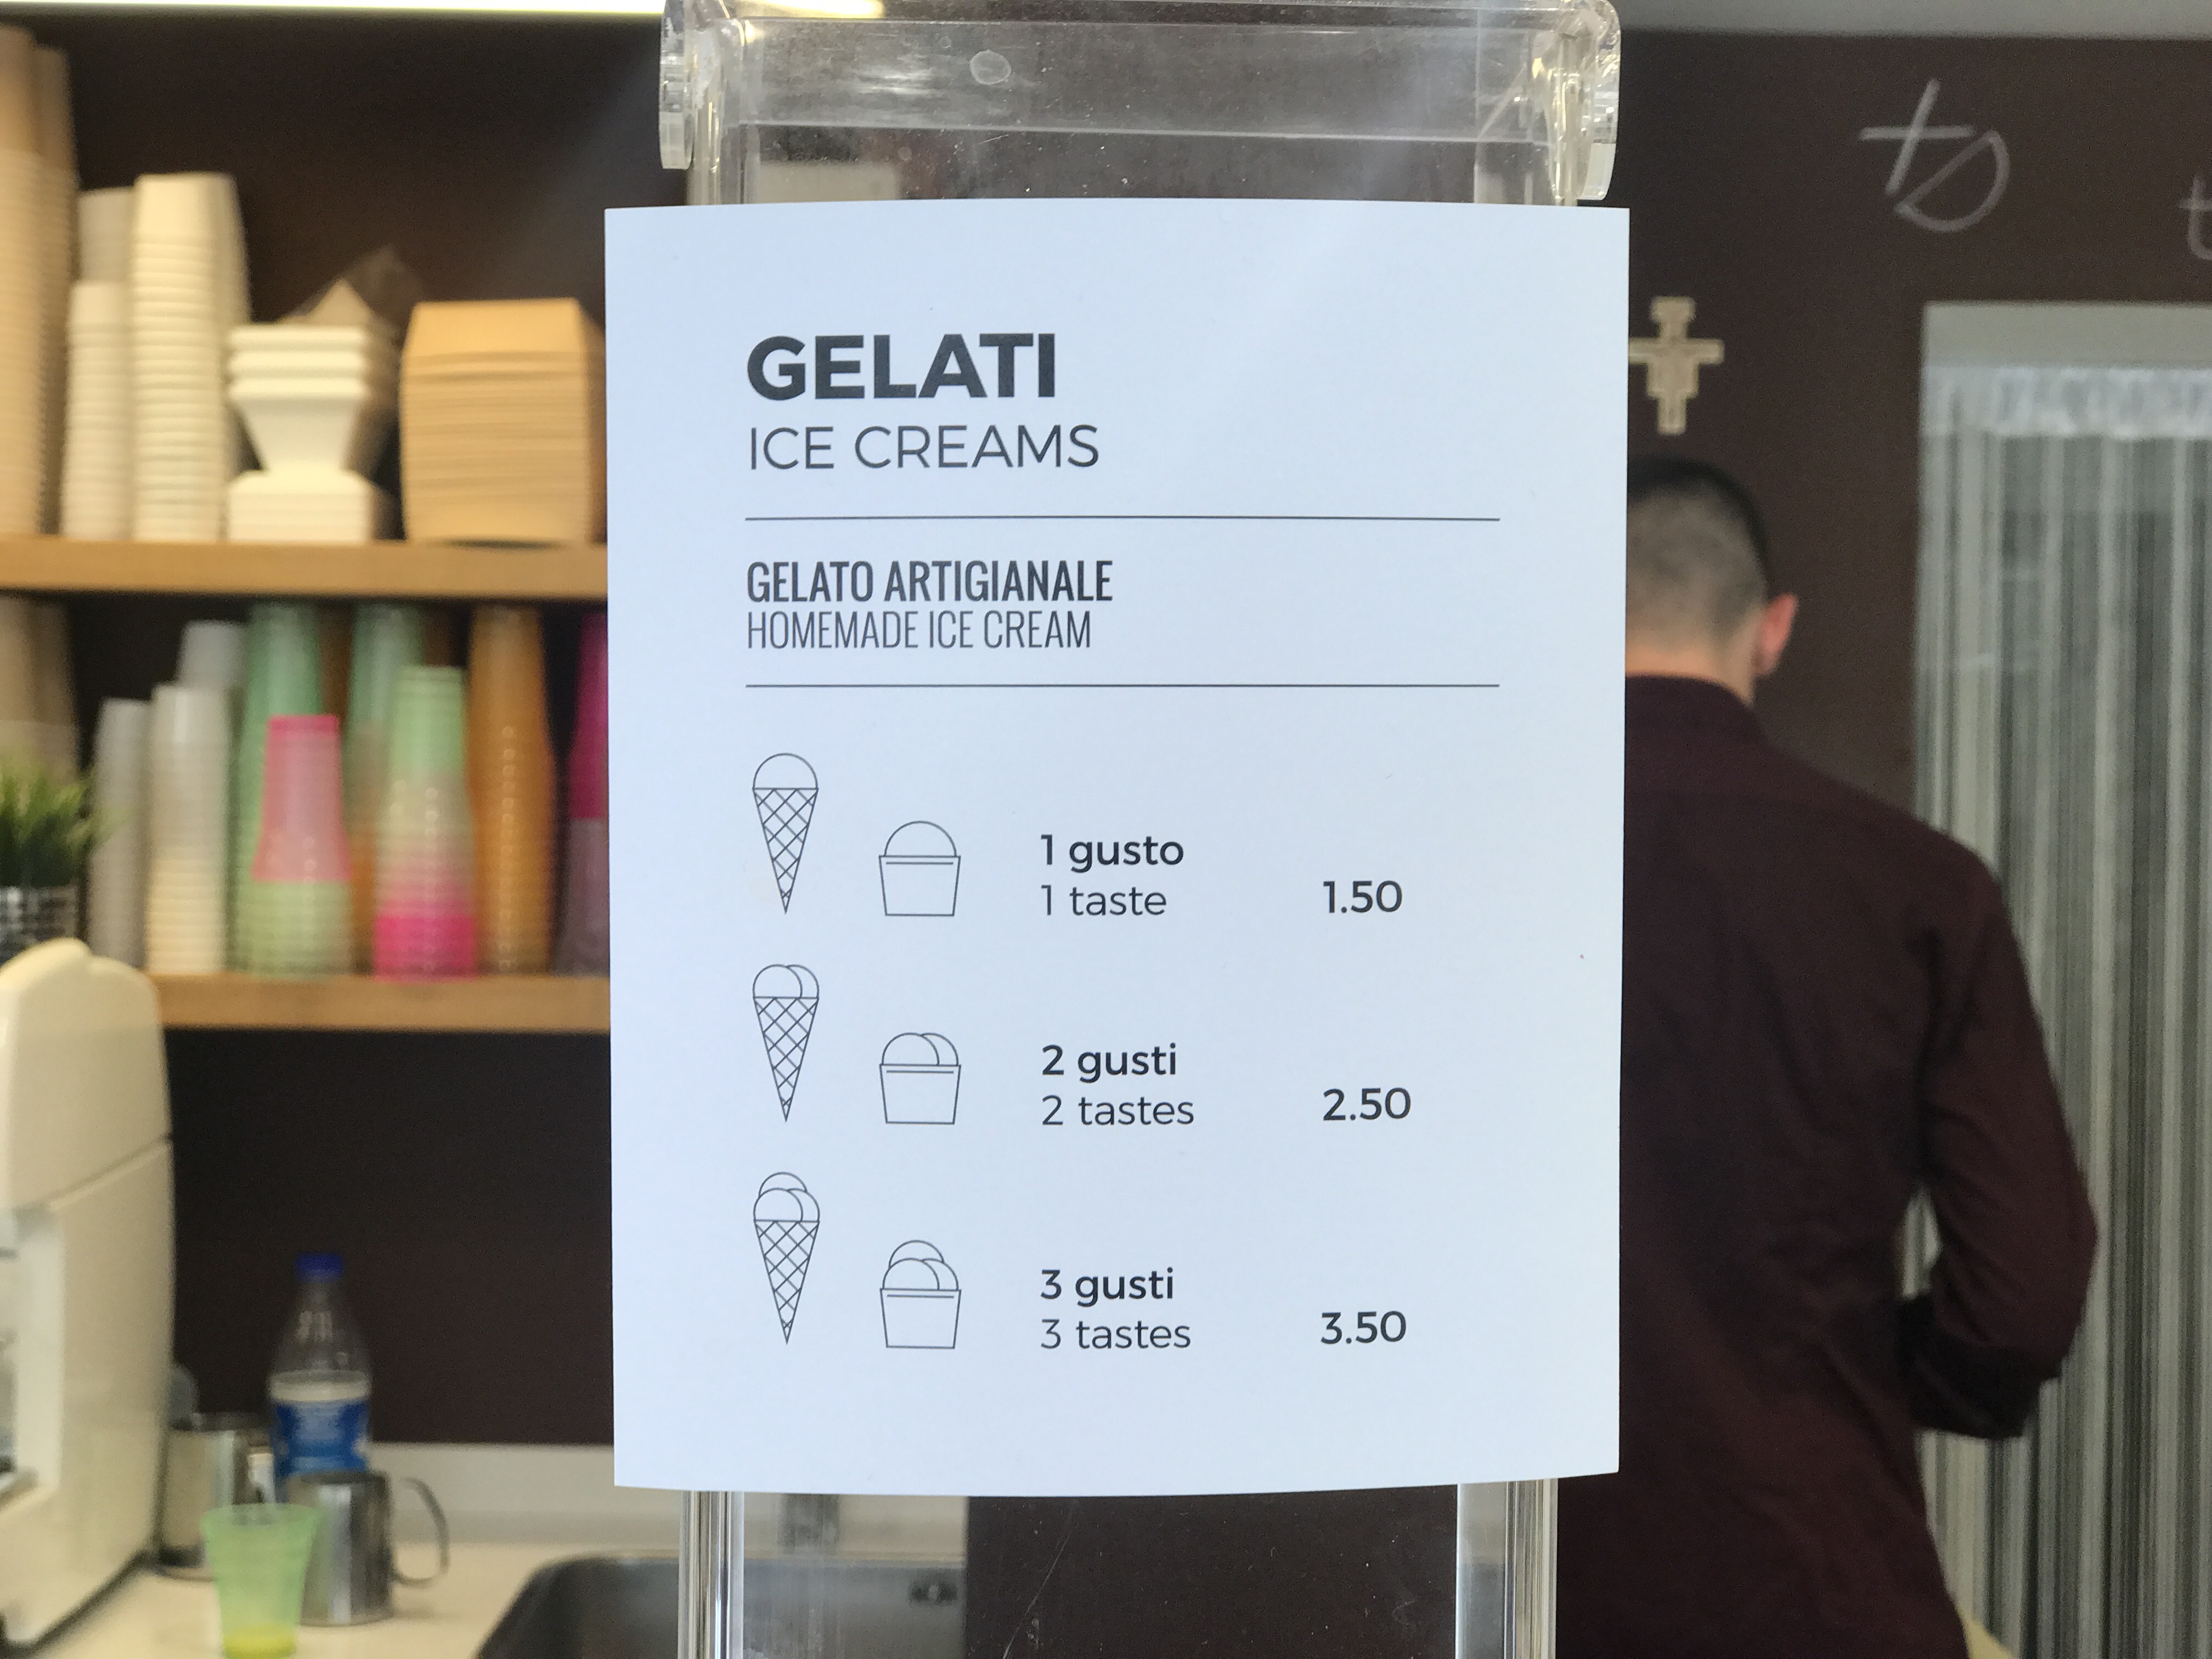 GELATI
ICE CREAMS
GELATO ARTIGIANALE
HOMEMADE ICE CREAM
1 gusto
1 taste
1.50
2 gusti
2 tastes
2.50
3 gusti
3 tastes
3.50